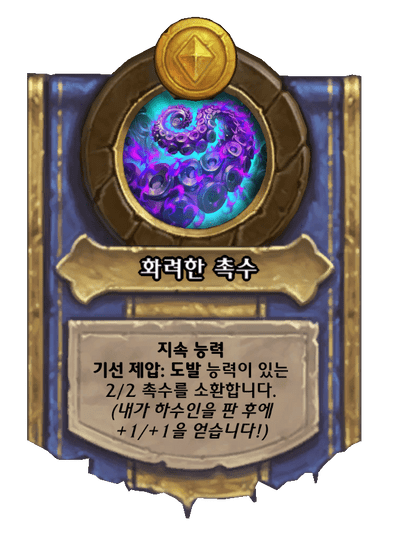 화려한 촉수
지속 능력
기선 제압: 도발 능력이 있는
2/2 촉수를 소환합니다.
(내가 하수인을 판 후에
+1/+1을 얻습니다!)